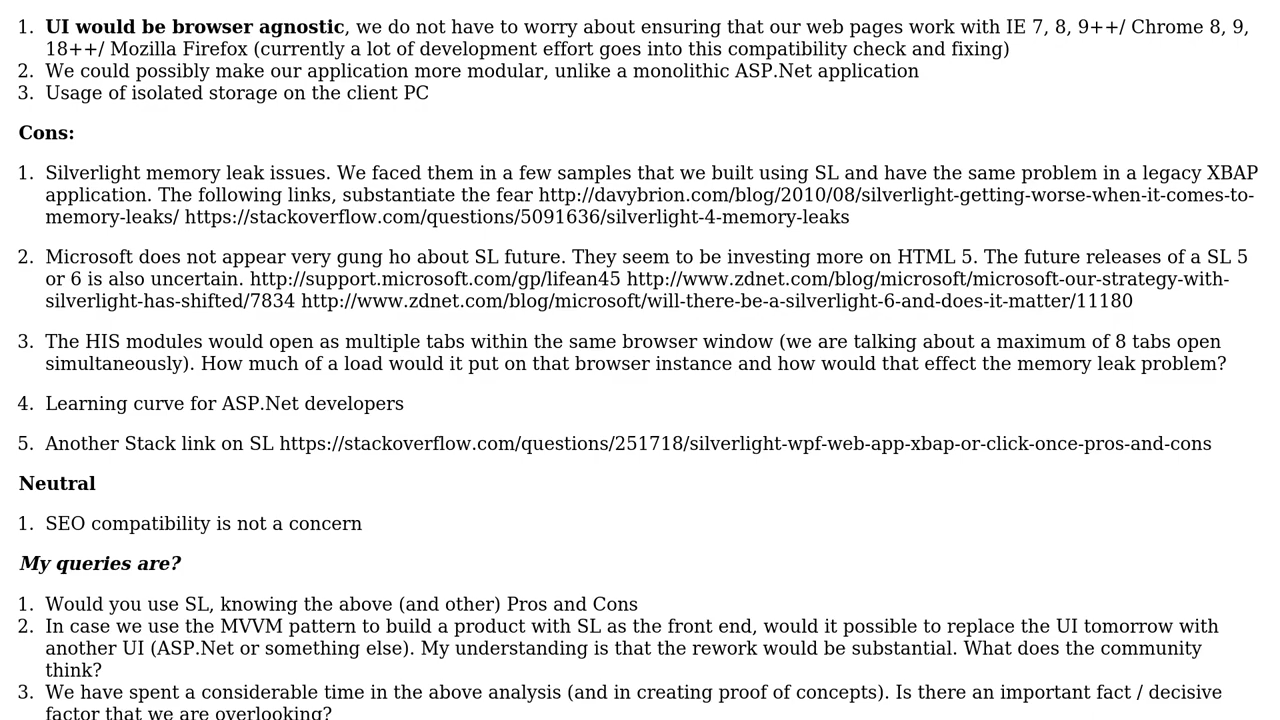 1. UI would be browser agnostic, we do not have to worry about ensuring that our web pages work with IE 7, 8, 9++/ Chrome 8, 9,
18++/ Mozilla Firefox (currently a lot of development effort goes into this compatibility check and fixing)
2. We could possibly make our application more modular, unlike a monolithic ASP.Net application
3. Usage of isolated storage on the client PC
Cons:
1. Silverlight memory leak issues. We faced them in a few samples that we built using SL and have the same problem in a legacy XBAP
application. The following links, substantiate the fear http://davybrion.com/blog/2010/08/silverlight-getting-worse-when-it-comes-to-
memory-leaks/ https://stackoverflow.com/questions/5091636/silverlight-4-memory-leaks
2. Microsoft does not appear very gung ho about SL future. They seem to be investing more on HTML 5. The future releases of a SL 5
or 6 is also uncertain. http://support.microsoft.com/gp/lifean45 http://www.zdnet.com/blog/microsoft/microsoft-our-strategy-with-
silverlight-has-shifted/7834 http://www.zdnet.com/blog/microsoft/will-there-be-a-silverlight-6-and-does-it-matter/11180
3. The HIS modules would open as multiple tabs within the same browser window (we are talking about a maximum of 8 tabs open
simultaneously). How much of a load would it put on that browser instance and how would that effect the memory leak problem?
4. Learning curve for ASP.Net developers
5. Another Stack link on SL https://stackoverflow.com/questions/251718/silverlight-wpf-web-app-xbap-or-click-once-pros-and-cons
Neutral
1. SEO compatibility is not a concern
My queries are?
1. Would you use SL, knowing the above (and other) Pros and Cons
2. In case we use the MVVM pattern to build a product with SL as the front end, would it possible to replace the UI tomorrow with
another UI (ASP.Net or something else). My understanding is that the rework would be substantial. What does the community
think?
3. We have spent a considerable time in the above analysis (and in creating proof of concepts). Is there an important fact / decisive
factor that we are overlooking?